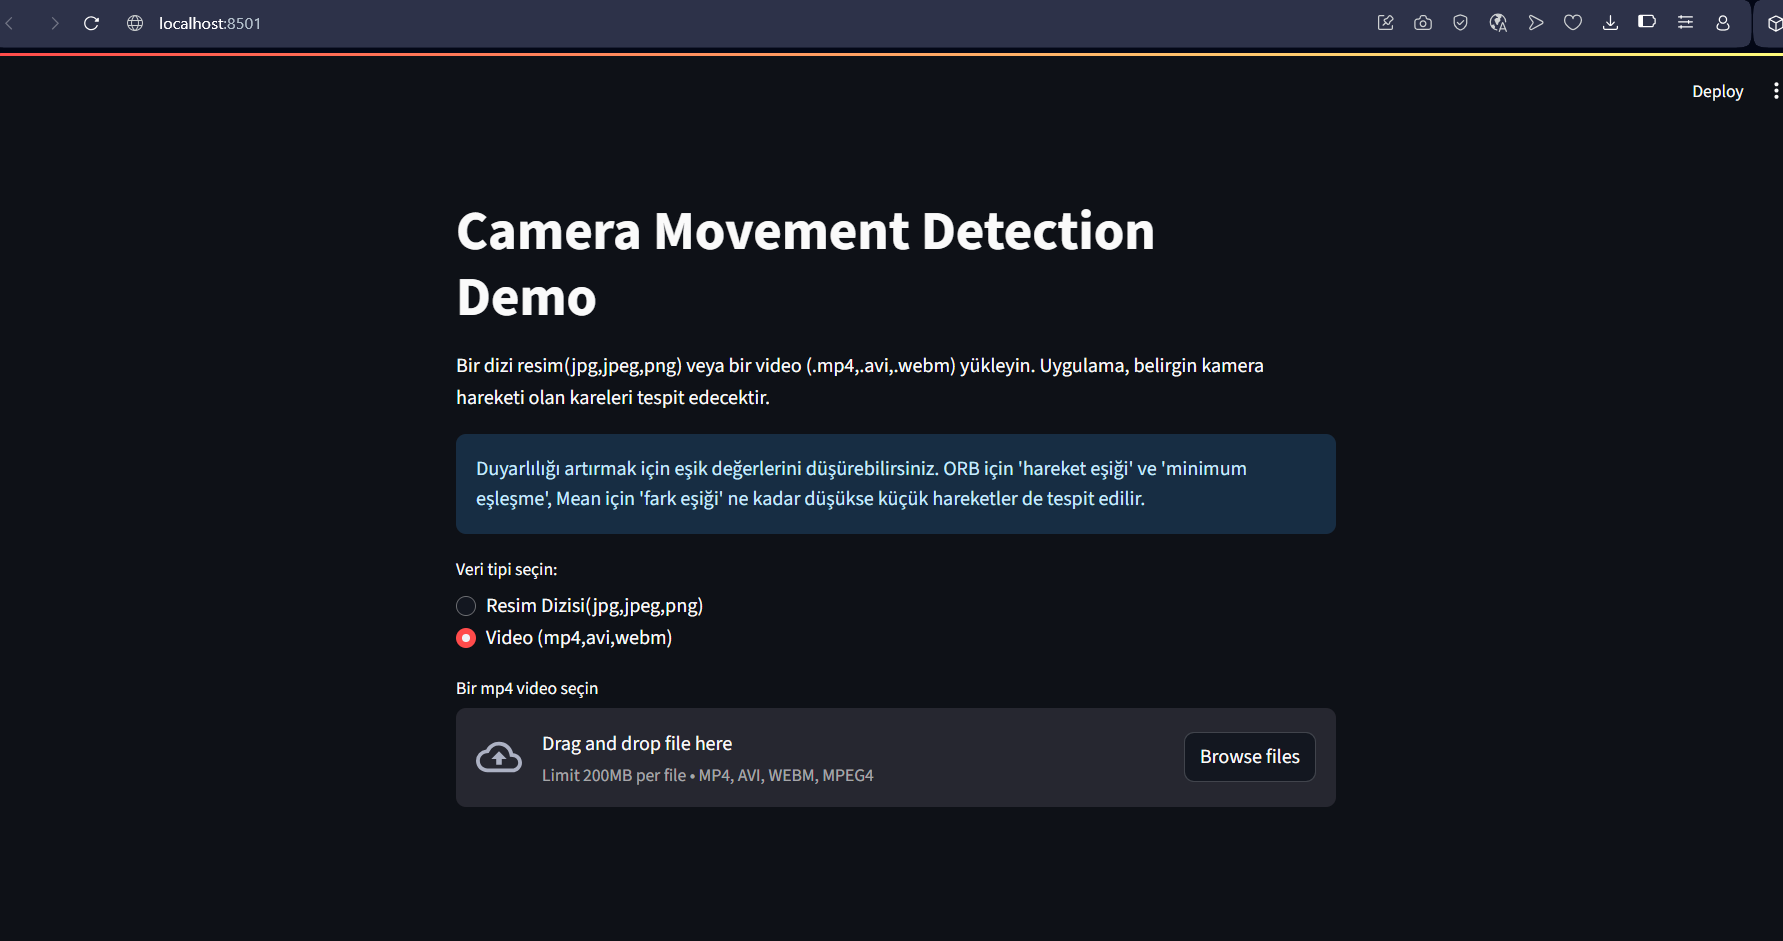 localhost:8501
Deploy
Camera Movement Detection
Demo
Bir dizi resim(jpg,jpeg,png) veya bir video (.mp4,.avi,.webm) yükleyin. Uygulama, belirgin kamera
hareketi olan kareleri tespit edecektir.
Duyarlılığı artırmak için eşik değerlerini düşürebilirsiniz. ORB için 'hareket eşiği' ve 'minimum
eşleşme', Mean için 'fark eşiği' ne kadar düşükse küçük hareketler de tespit edilir.
Veri tipi seçin:
Resim Dizisi(jpg,jpeg,png)
Video (mp4,avi,webm)
Bir mp4 video seçin
Drag and drop file here
Limit 200MB per file • MP4, AVI, WEBM, MPEG4
Browse files